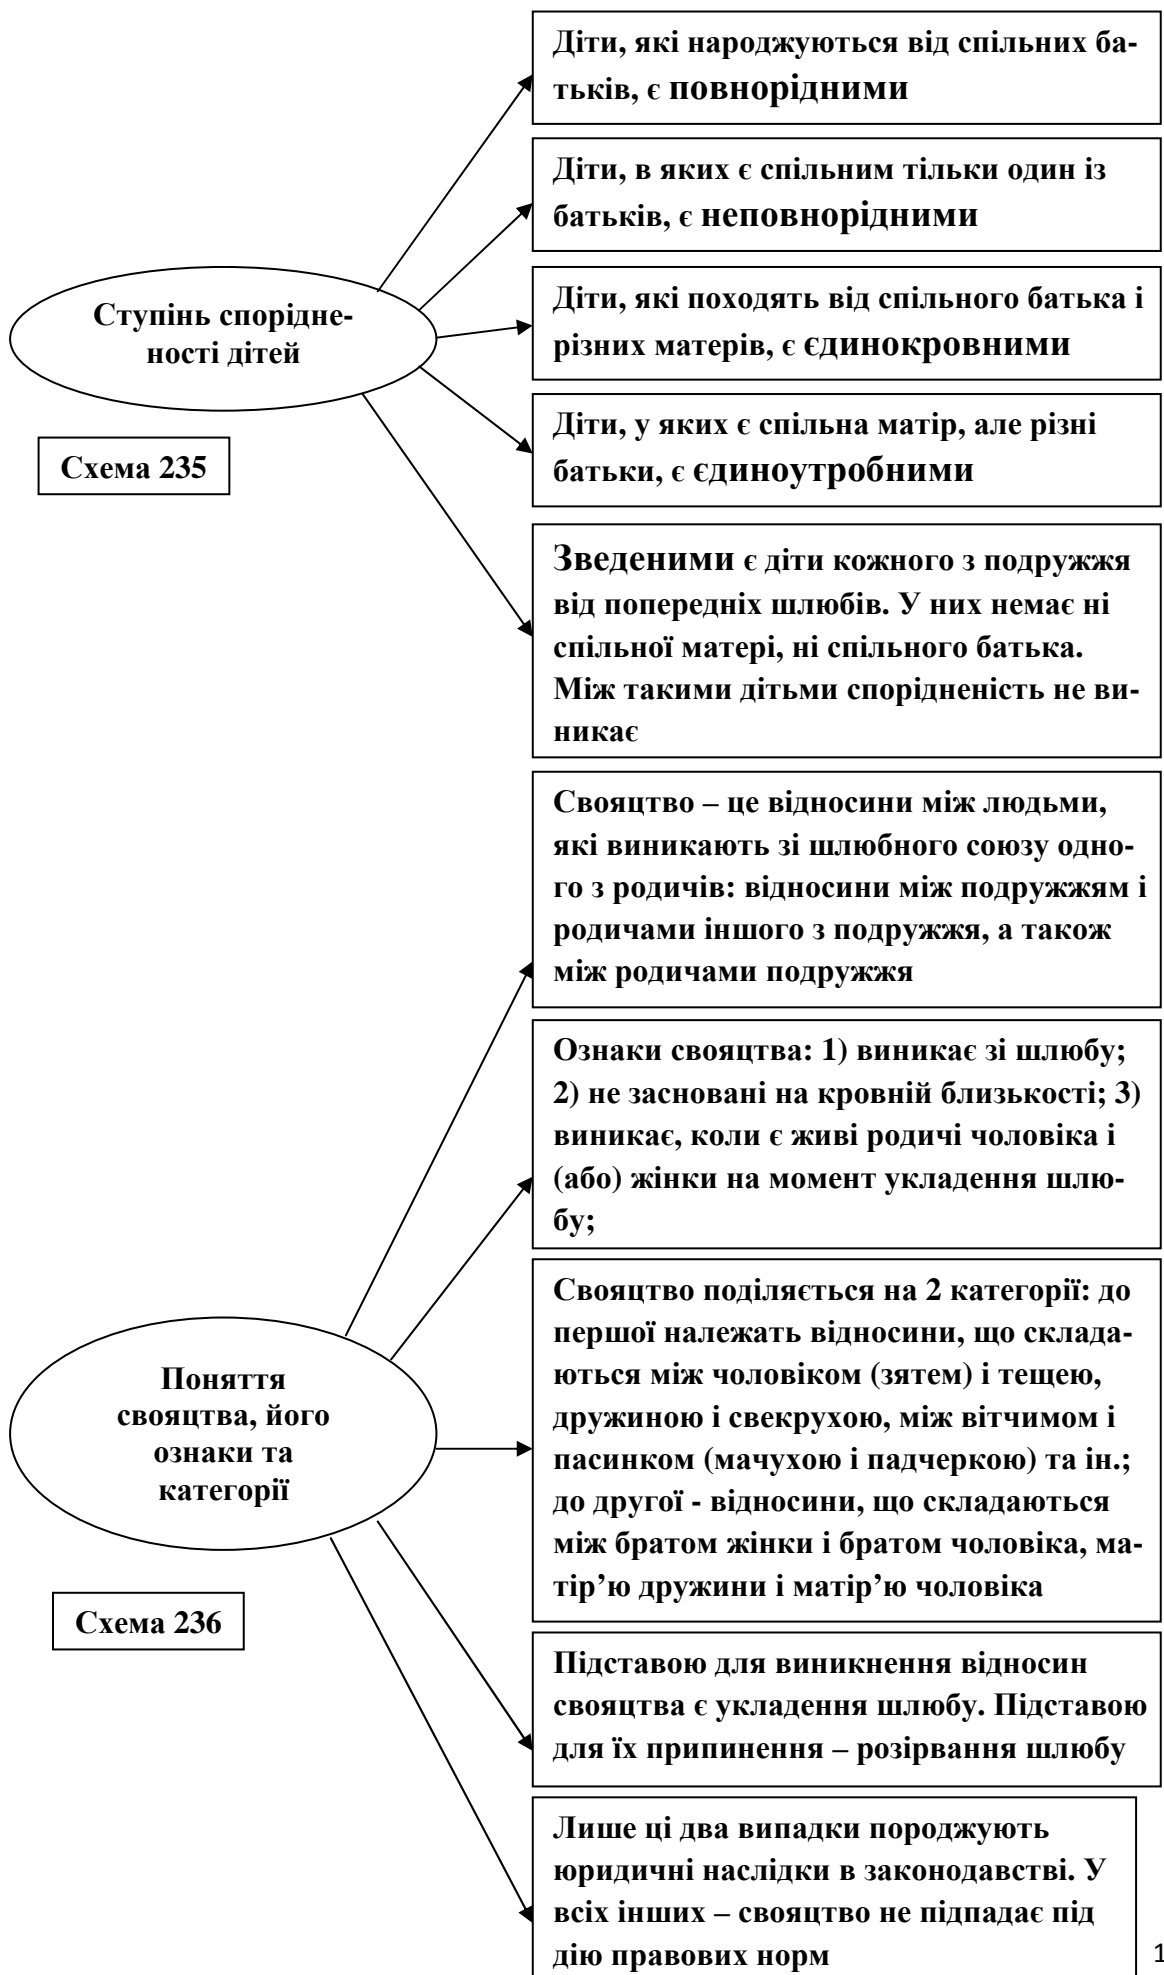 Діти, які народжуються від спільних ба-
тьків, є повнорідними
Діти, в яких є спільним тільки один із
батьків, є неповнорідними
Ступінь спорідне-
ності дітей
Діти, які походять від спільного батька і
різних матерів, є єдинокровними
Діти, у яких є спільна матір, але різні
батьки, є єдиноутробними
Схема 235
Зведеними є діти кожного з подружжя
від попередніх шлюбів. У них немає ні
спільної матері, ні спільного батька.
Між такими дітьми спорідненість не ви-
никає
Свояцтво – це відносини між людьми,
які виникають зі шлюбного союзу одно-
го з родичів: відносини між подружжям і
родичами іншого з подружжя, а також
між родичами подружжя
Ознаки свояцтва: 1) виникає зі шлюбу;
2) не засновані на кровній близькості; 3)
виникає, коли є живі родичі чоловіка і
(або) жінки на момент укладення шлю-
бу;
Поняття
свояцтва, його
ознаки та
категорії
Свояцтво поділяється на 2 категорії: до
першої належать відносини, що склада-
ються між чоловіком (зятем) і тещею,
дружиною і свекрухою, між вітчимом і
пасинком (мачухою і падчеркою) та ін.;
до другої - відносини, що складаються
між братом жінки і братом чоловіка, ма-
тір’ю дружини і матір’ю чоловіка
Схема 236
Підставою для виникнення відносин
свояцтва є укладення шлюбу. Підставою
для їх припинення – розірвання шлюбу
Лише ці два випадки породжують
юридичні наслідки в законодавстві. У
всіх інших – свояцтво не підпадає під
дію правових норм
1